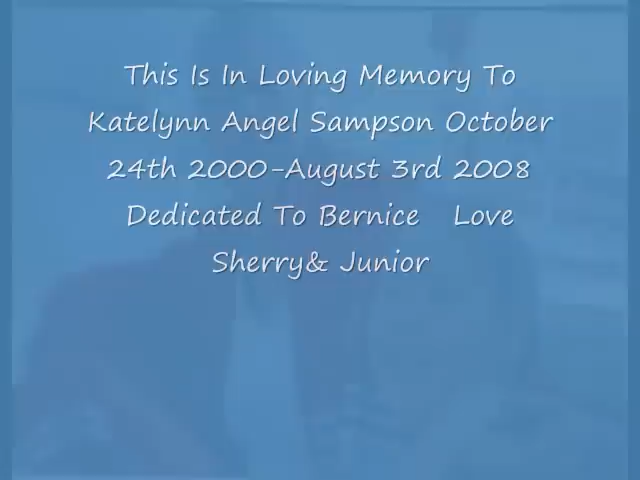 This Is In Loving Memory To
Katelynn Angel Sampson October
24th 2000-August 3rd 2008
Dedicated To Bernice Love
Sherry& Junior